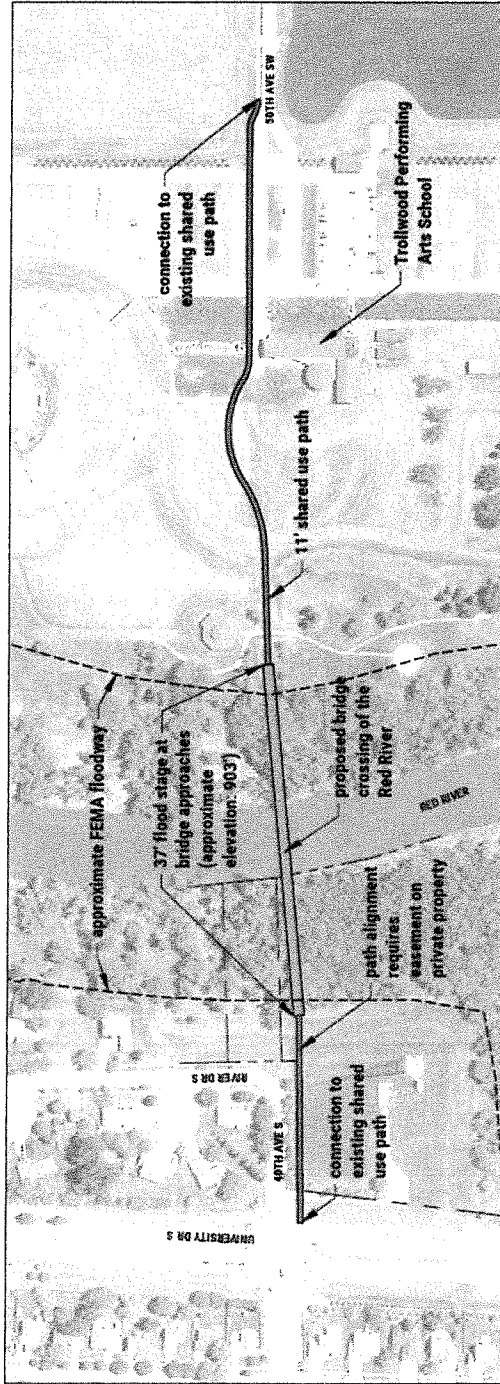 approximate FEMA floodway
37' flood stage at
bridge approaches
(approximate
elevation: 903')
connection to
existing shared
use path
50TH AVE SW
UNIVERSITY DR S
RIVER DR S
40TH AVE S
11' shared use path
Trollwood Performing
Arts School
connection to
existing shared
use path
path alignment
requires
easement on
private property
proposed bridge
crossing of the
Red River
RED RIVER